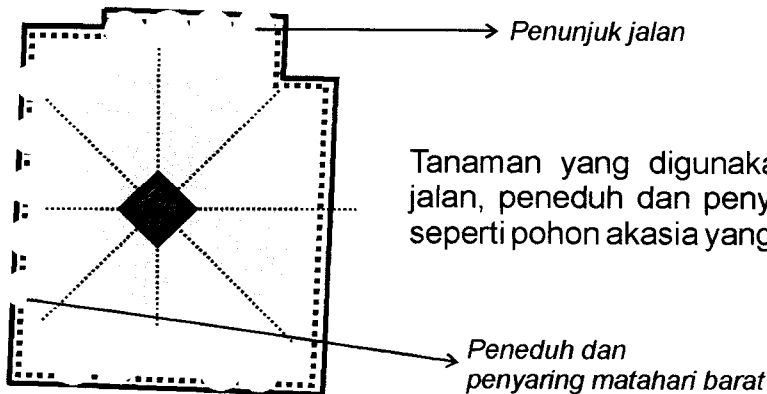 Penunjuk jalan
Tanaman yang digunaka
jalan, peneduh dan peny
seperti pohon akasia yang
Peneduh dan
penyaring matahari barat